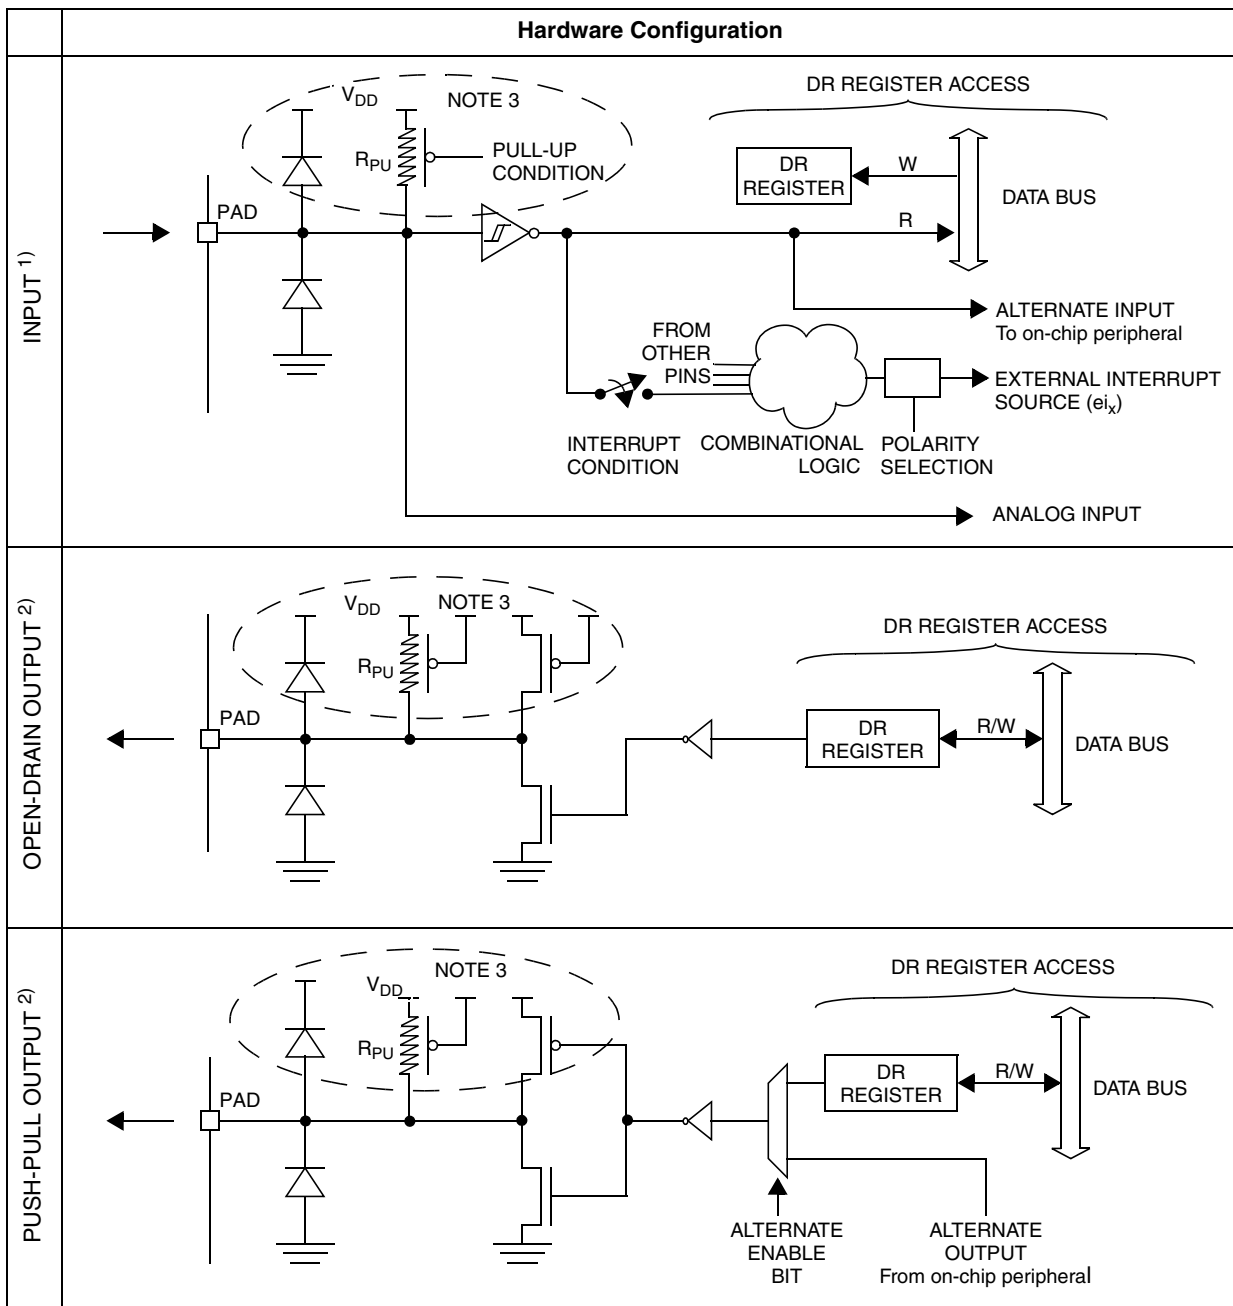 Hardware Configuration
INPUT 1)
VDD
NOTE 3
RPU
PULL-UP
CONDITION
PAD
DR REGISTER ACCESS
DR
REGISTER
W
R
DATA BUS
ALTERNATE INPUT
To on-chip peripheral
FROM
OTHER
PINS
EXTERNAL INTERRUPT
SOURCE (eix)
INTERRUPT
CONDITION
COMBINATIONAL
LOGIC
POLARITY
SELECTION
ANALOG INPUT
OPEN-DRAIN OUTPUT 2)
VDD
NOTE 3
RPU
PAD
DR REGISTER ACCESS
DR
REGISTER
R/W
DATA BUS
PUSH-PULL OUTPUT 2)
NOTE 3
VDD
RPU
PAD
DR REGISTER ACCESS
DR
REGISTER
R/W
DATA BUS
ALTERNATE
ENABLE
BIT
ALTERNATE
OUTPUT
From on-chip peripheral